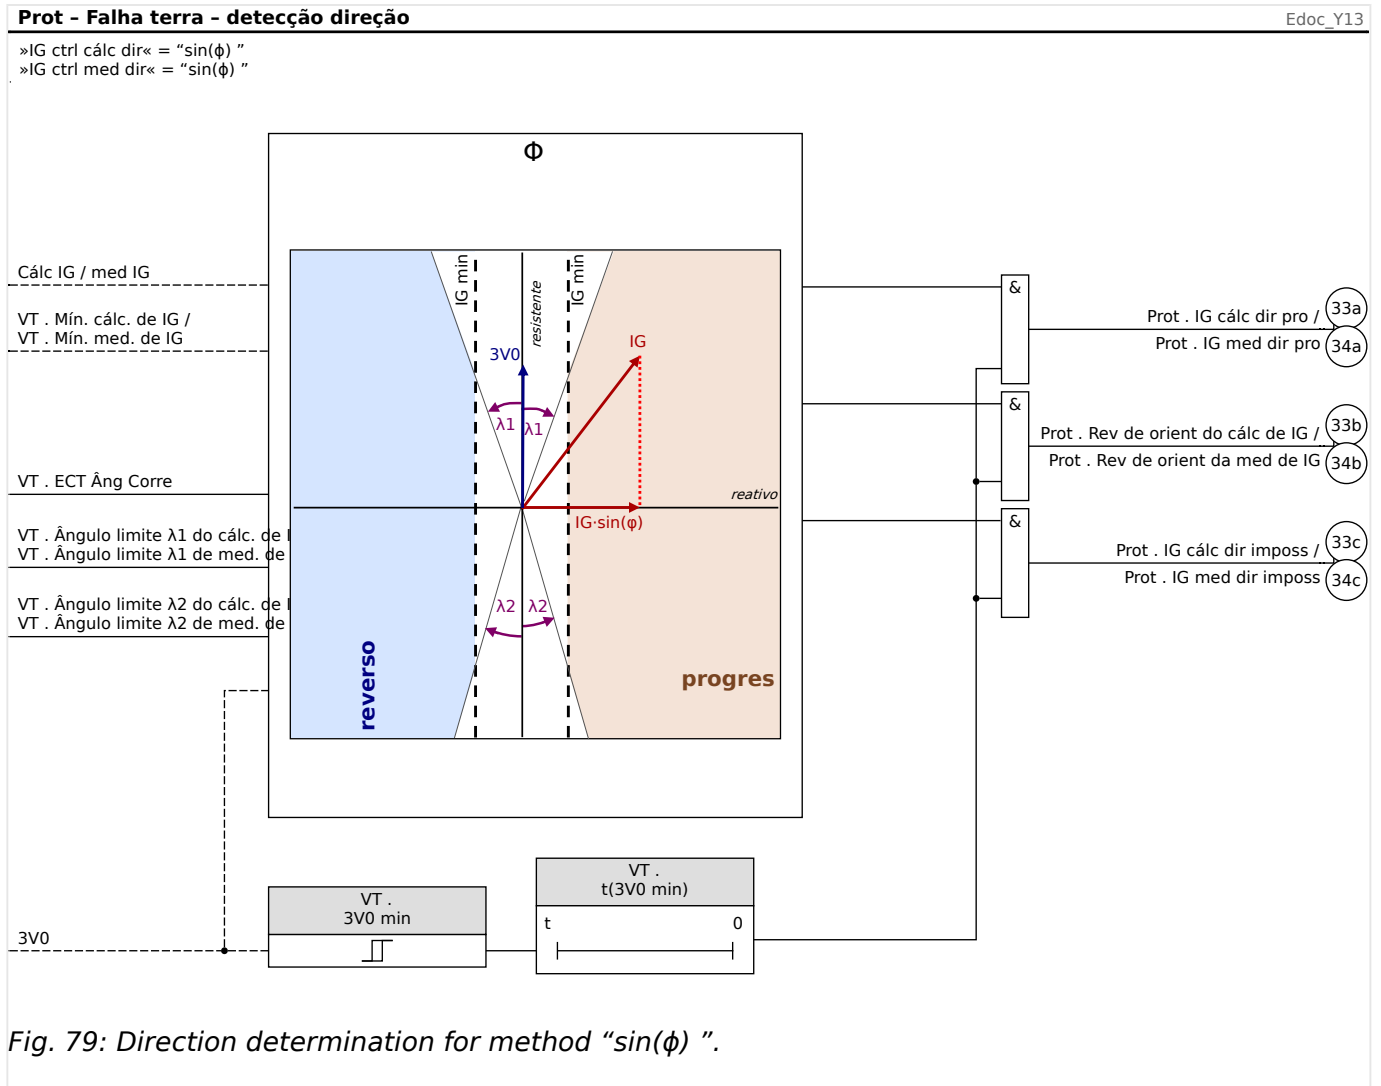 Prot – Falha terra – detecção direção
Edoc_Y13
»IG ctrl cálc dir« = “sin(ϕ) ”
»IG ctrl med dir« = “sin(ϕ) ”
Φ
Cálc IG / med IG
VT . Mín. cálc. de IG /
VT . Mín. med. de IG
VT . ECT Âng Corre
VT . Ângulo limite λ1 do cálc. de I
VT . Ângulo limite λ1 de med. de
VT . Ângulo limite λ2 do cálc. de I
VT . Ângulo limite λ2 de med. de
3V0
IG min
resistente
IG min
3V0
IG
λ1
λ1
reativo
IG·sin(φ)
λ2
λ2
reverso
progres
&
Prot . IG cálc dir pro /
33a
Prot . IG med dir pro
34a
&
Prot . Rev de orient do cálc de IG /
33b
Prot . Rev de orient da med de IG
34b
&
Prot . IG cálc dir imposs /
33c
Prot . IG med dir imposs
34c
VT .
3V0 min
VT .
t(3V0 min)
t
0
Fig. 79: Direction determination for method “sin(ϕ) ”.